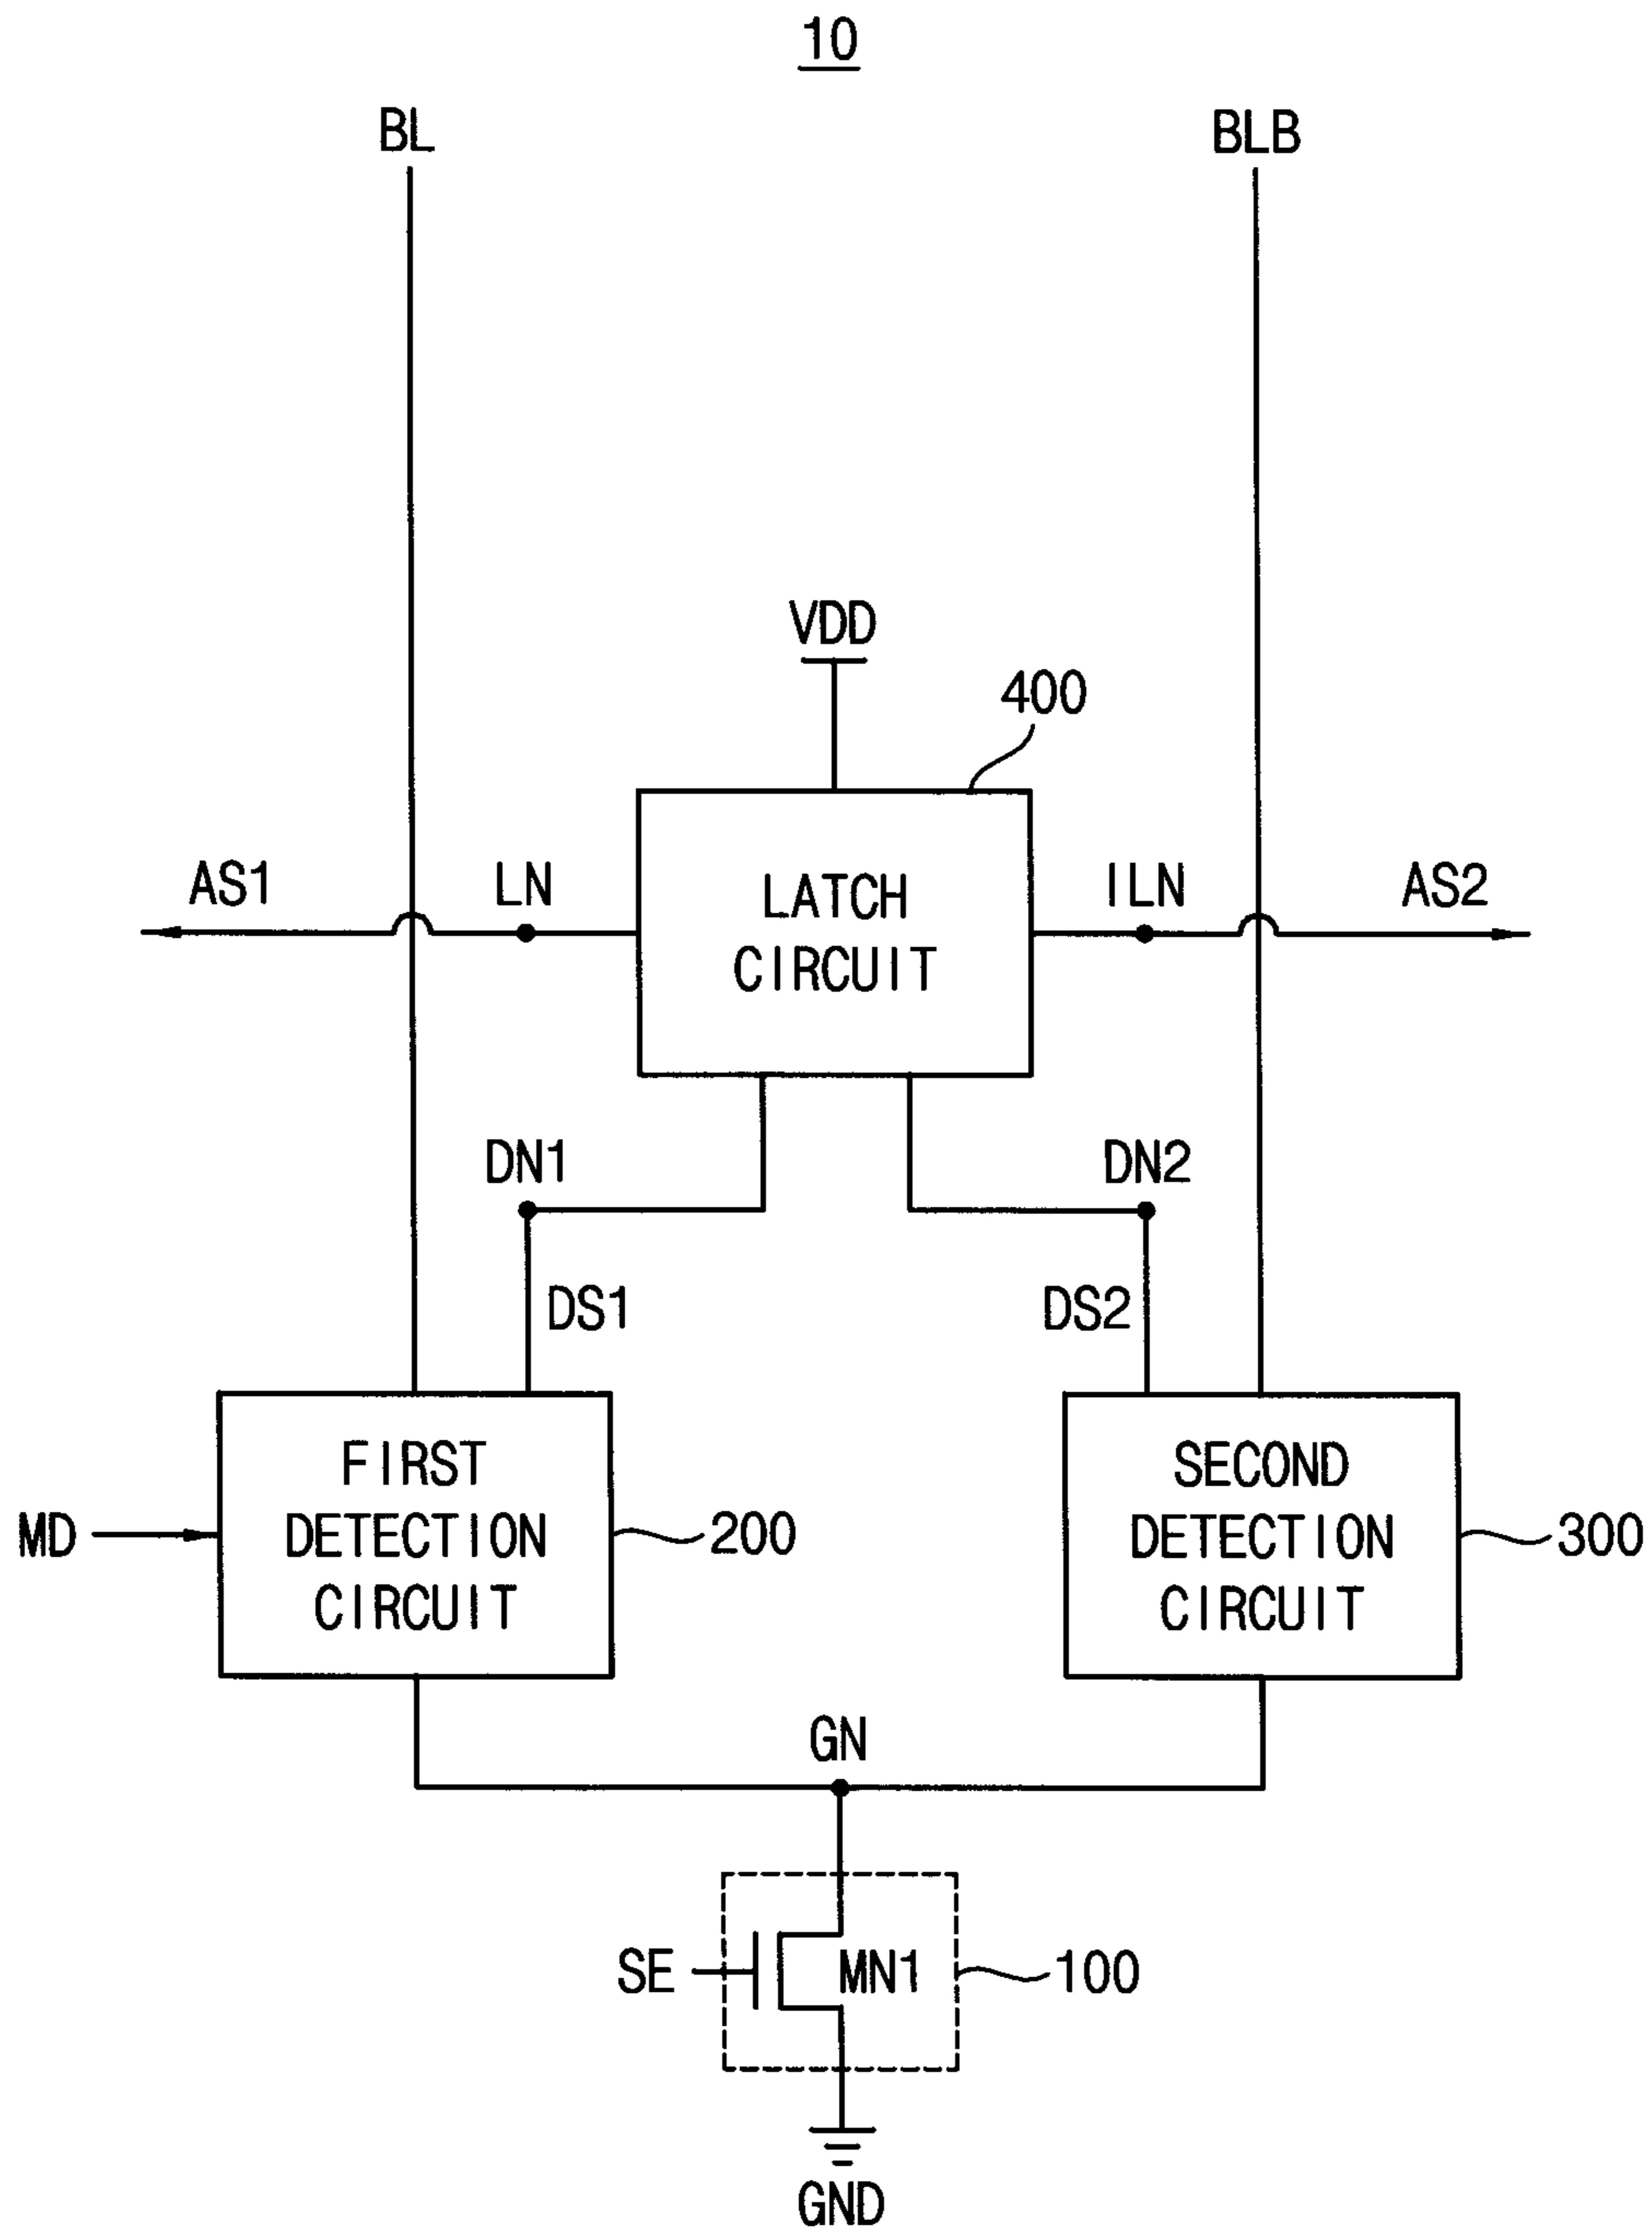 10
BL
BLB
VDD
400
AS1
LN
LATCH
CIRCUIT
ILN
AS2
DN1
DN2
DS1
DS2
FIRST
DETECTION
CIRCUIT
SECOND
DETECTION
CIRCUIT
MD
200
300
GN
SE
MN1
100
GND